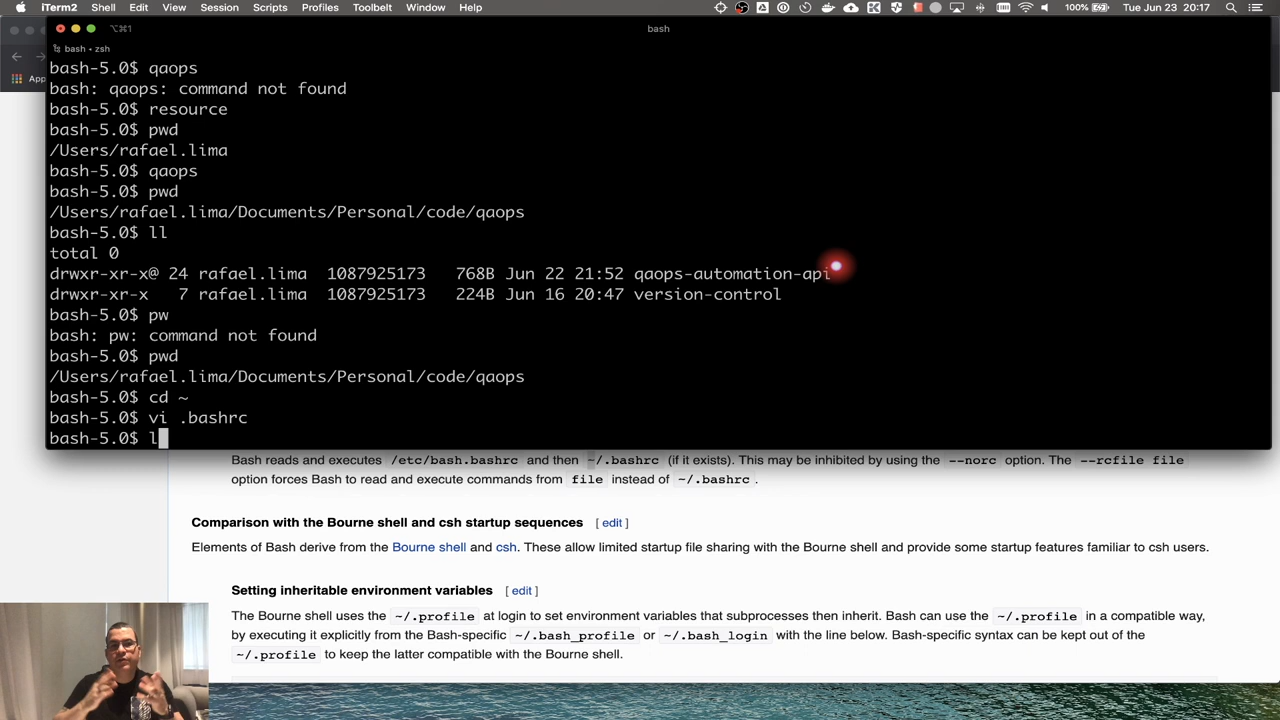 iTerm2 Shell Edit View Session Scripts Profiles Toolbelt Window Help 100% Tue Jun 23 20:17
⌥⌘1 bash
bash • zsh
App
bash-5.0$ qaops
bash: qaops: command not found
bash-5.0$ resource
bash-5.0$ pwd
/Users/rafael.lima
bash-5.0$ qaops
bash-5.0$ pwd
/Users/rafael.lima/Documents/Personal/code/qaops
bash-5.0$ ll
total 0
drwxr-xr-x@ 24 rafael.lima 1087925173 768B Jun 22 21:52 qaops-automation-api
drwxr-xr-x 7 rafael.lima 1087925173 224B Jun 16 20:47 version-control
bash-5.0$ pw
bash: pw: command not found
bash-5.0$ pwd
/Users/rafael.lima/Documents/Personal/code/qaops
bash-5.0$ cd ~
bash-5.0$ vi .bashrc
bash-5.0$ l
Bash reads and executes /etc/bash.bashrc and then ~/.bashrc (if it exists). This may be inhibited by using the --norc option. The --rcfile file
option forces Bash to read and execute commands from file instead of ~/.bashrc .
Comparison with the Bourne shell and csh startup sequences [ edit ]
Elements of Bash derive from the Bourne shell and csh. These allow limited startup file sharing with the Bourne shell and provide some startup features familiar to csh users.
Setting inheritable environment variables [ edit ]
The Bourne shell uses the ~/.profile at login to set environment variables that subprocesses then inherit. Bash can use the ~/.profile in a compatible way,
by executing it explicitly from the Bash-specific ~/.bash_profile or ~/.bash_login with the line below. Bash-specific syntax can be kept out of the
~/.profile to keep the latter compatible with the Bourne shell.